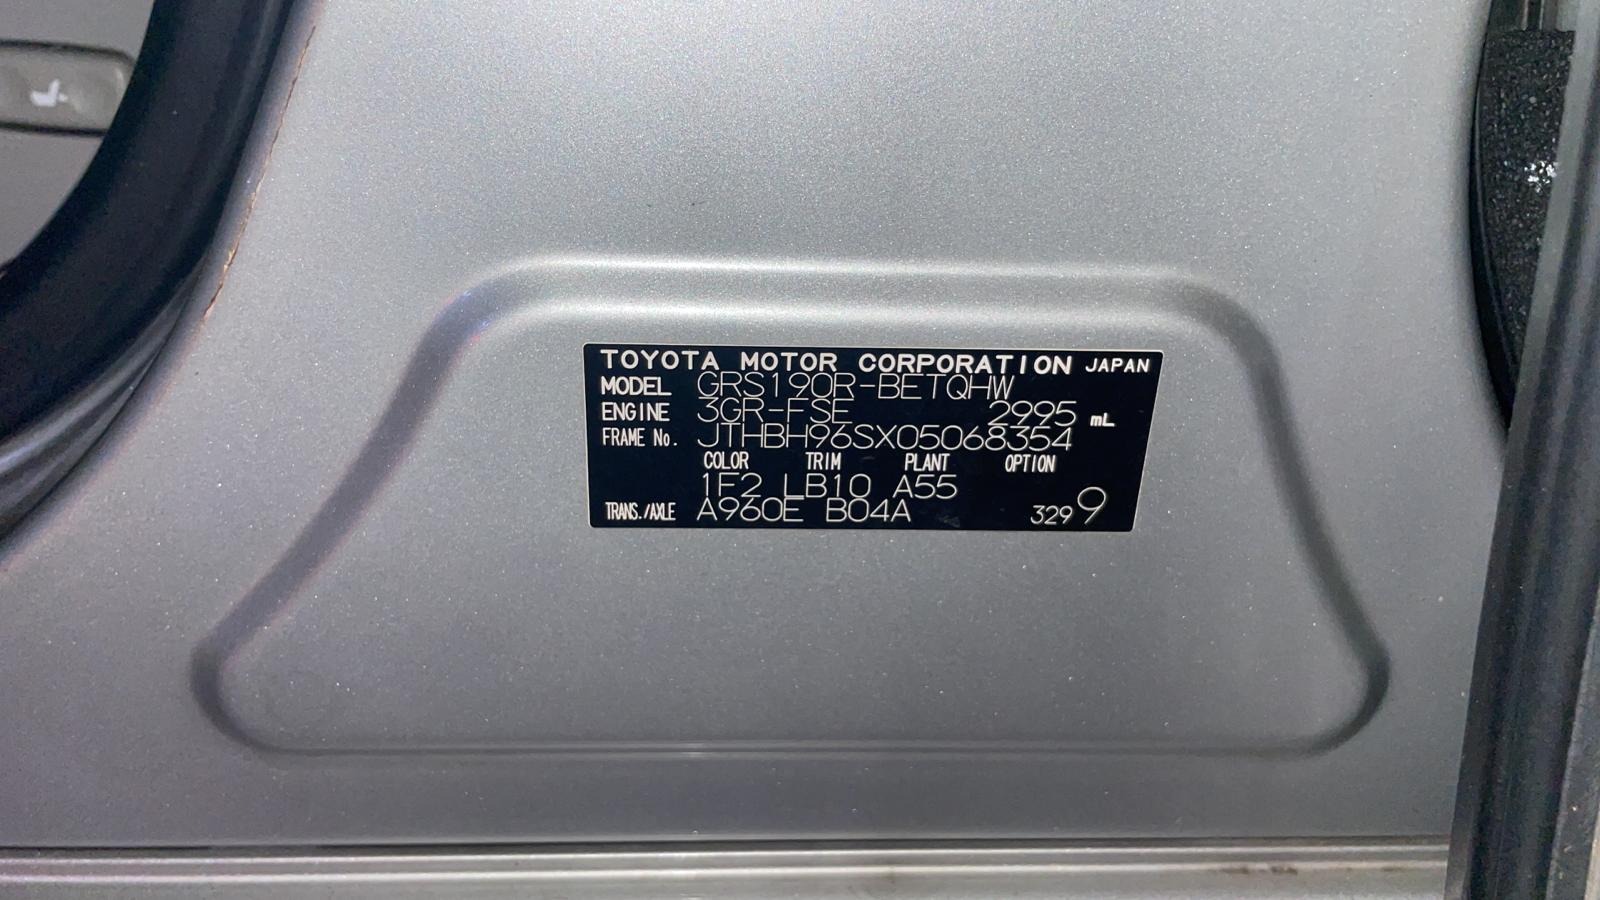 TOYOTA MOTOR CORPORATION JAPAN
MODEL GRS190R-BETQHW
ENGINE 3GR-FSE 2995 mL
FRAME No. JTHBH96SX05068354
COLOR TRIM PLANT OPTION
1F2 LB10 A55
TRANS./AXLE A960E B04A 3299